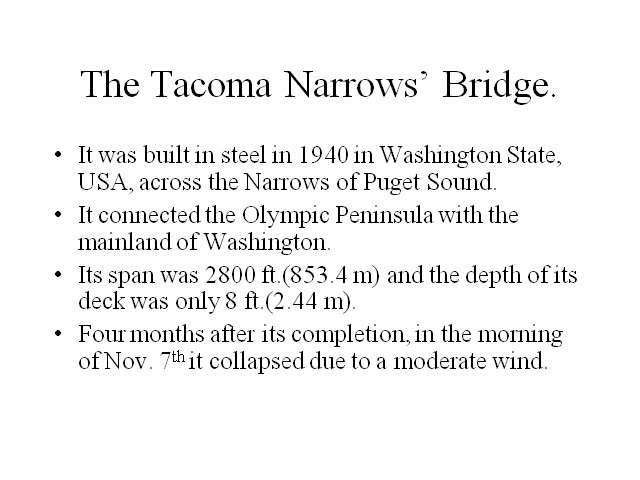 The Tacoma Narrows’ Bridge.
• It was built in steel in 1940 in Washington State,
USA, across the Narrows of Puget Sound.
• It connected the Olympic Peninsula with the
mainland of Washington.
• Its span was 2800 ft.(853.4 m) and the depth of its
deck was only 8 ft.(2.44 m).
• Four months after its completion, in the morning
of Nov. 7th it collapsed due to a moderate wind.